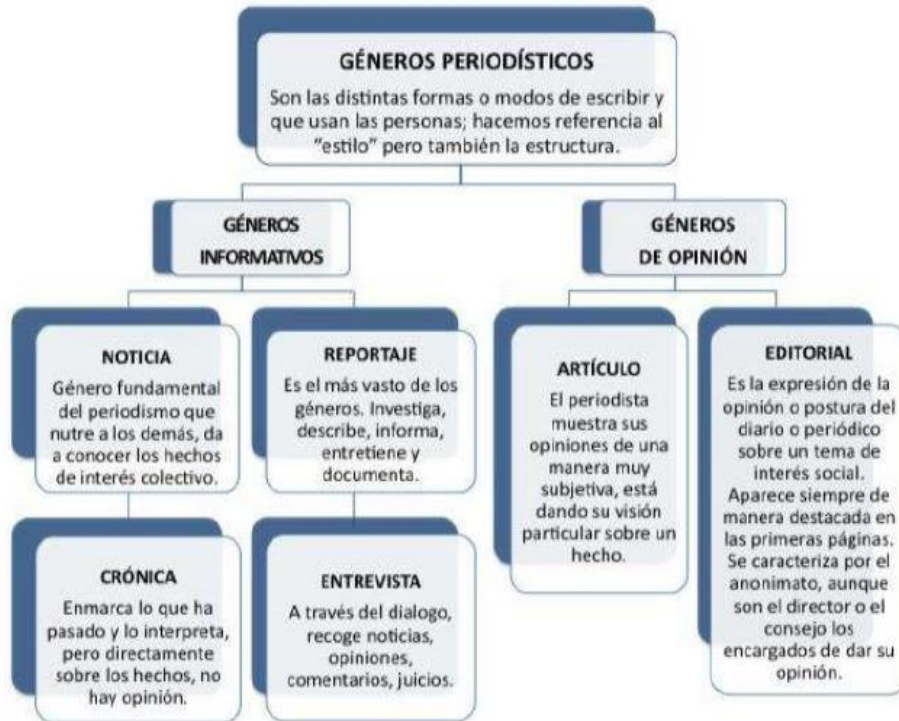 GÉNEROS PERIODÍSTICOS
Son las distintas formas o modos de escribir y
que usan las personas; hacemos referencia al
"estilo" pero también la estructura.
GÉNEROS
INFORMATIVOS
GÉNEROS
DE OPINIÓN
NOTICIA
Género fundamental
del periodismo que
nutre a los demás, da
a conocer los hechos
de interés colectivo.
REPORTAJE
Es el más vasto de los
géneros. Investiga,
describe, informa,
entretiene y
documenta.
ARTÍCULO
El periodista
muestra sus
opiniones de una
manera muy
subjetiva, está
dando su visión
particular sobre un
hecho.
EDITORIAL
Es la expresión de la
opinión o postura del
diario o periódico
sobre un tema de
interés social.
Aparece siempre de
manera destacada en
las primeras páginas.
Se caracteriza por el
anonimato, aunque
son el director o el
consejo los
encargados de dar su
opinión.
CRÓNICA
Enmarca lo que ha
pasado y lo interpreta,
pero directamente
sobre los hechos, no
hay opinión.
ENTREVISTA
A través del dialogo,
recoge noticias,
opiniones,
comentarios, juicios.